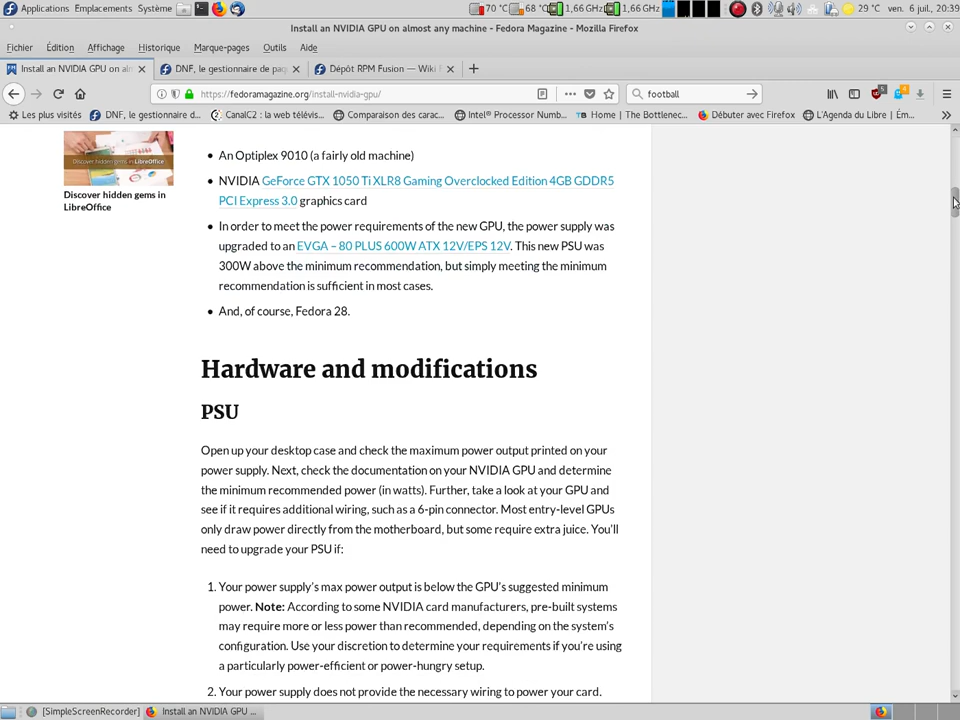 Applications Emplacements Système 70 °C 68 °C 1,66 GHz 1,66 GHz 29 °C ven. 6 juil., 20:39
Install an NVIDIA GPU on almost any machine - Fedora Magazine - Mozilla Firefox
Fichier Édition Affichage Historique Marque-pages Outils Aide
Install an NVIDIA GPU on alm DNF, le gestionnaire de paq Dépôt RPM Fusion — Wiki F
https://fedoramagazine.org/install-nvidia-gpu/ football
Les plus visités DNF, le gestionnaire d... CanalC2 : la web télévis... Comparaison des carac... Intel® Processor Numb... Home | The Bottlenec... Débuter avec Firefox L'Agenda du Libre | Ém...
Discover hidden gems in LibreOffice
Discover hidden gems in
LibreOffice
An Optiplex 9010 (a fairly old machine)
NVIDIA GeForce GTX 1050 Ti XLR8 Gaming Overclocked Edition 4GB GDDR5
PCI Express 3.0 graphics card
In order to meet the power requirements of the new GPU, the power supply was
upgraded to an EVGA – 80 PLUS 600W ATX 12V/EPS 12V. This new PSU was
300W above the minimum recommendation, but simply meeting the minimum
recommendation is sufficient in most cases.
And, of course, Fedora 28.
Hardware and modifications
PSU
Open up your desktop case and check the maximum power output printed on your
power supply. Next, check the documentation on your NVIDIA GPU and determine
the minimum recommended power (in watts). Further, take a look at your GPU and
see if it requires additional wiring, such as a 6-pin connector. Most entry-level GPUs
only draw power directly from the motherboard, but some require extra juice. You'll
need to upgrade your PSU if:
1. Your power supply's max power output is below the GPU's suggested minimum
power. Note: According to some NVIDIA card manufacturers, pre-built systems
may require more or less power than recommended, depending on the system's
configuration. Use your discretion to determine your requirements if you're using
a particularly power-efficient or power-hungry setup.
2. Your power supply does not provide the necessary wiring to power your card.
[SimpleScreenRecorder] Install an NVIDIA GPU ...